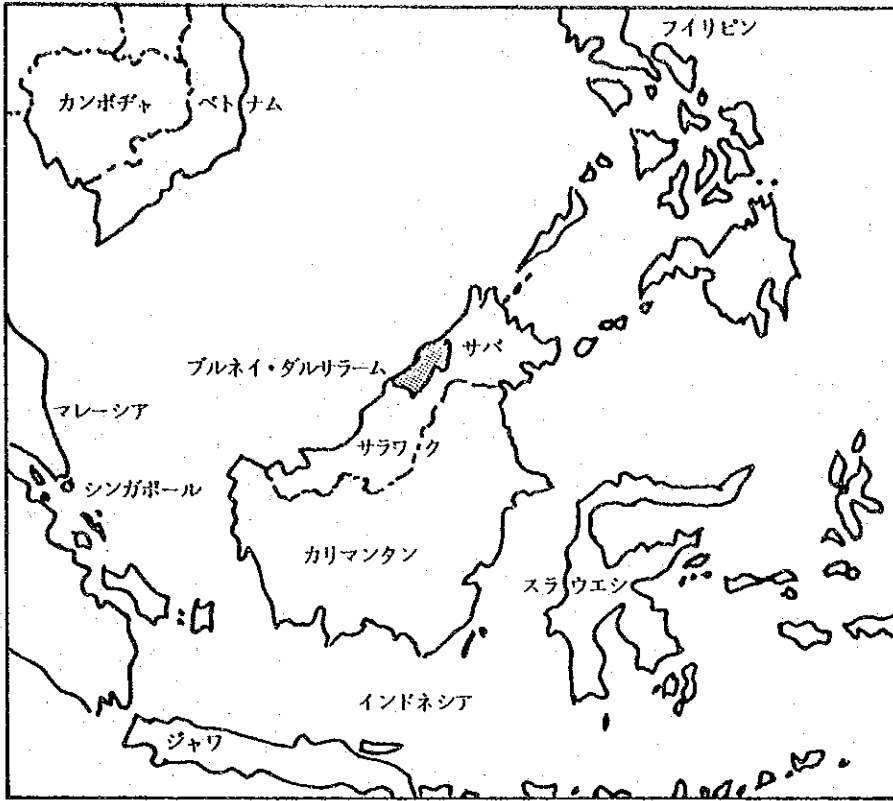 フイリピン
カンボヂャ
ベトナム
サバ
ブルネイ・ダルサラーム
マレーシア
サラワク
シンガポール
カリマンタン
スラウエシ
インドネシア
ジャワ